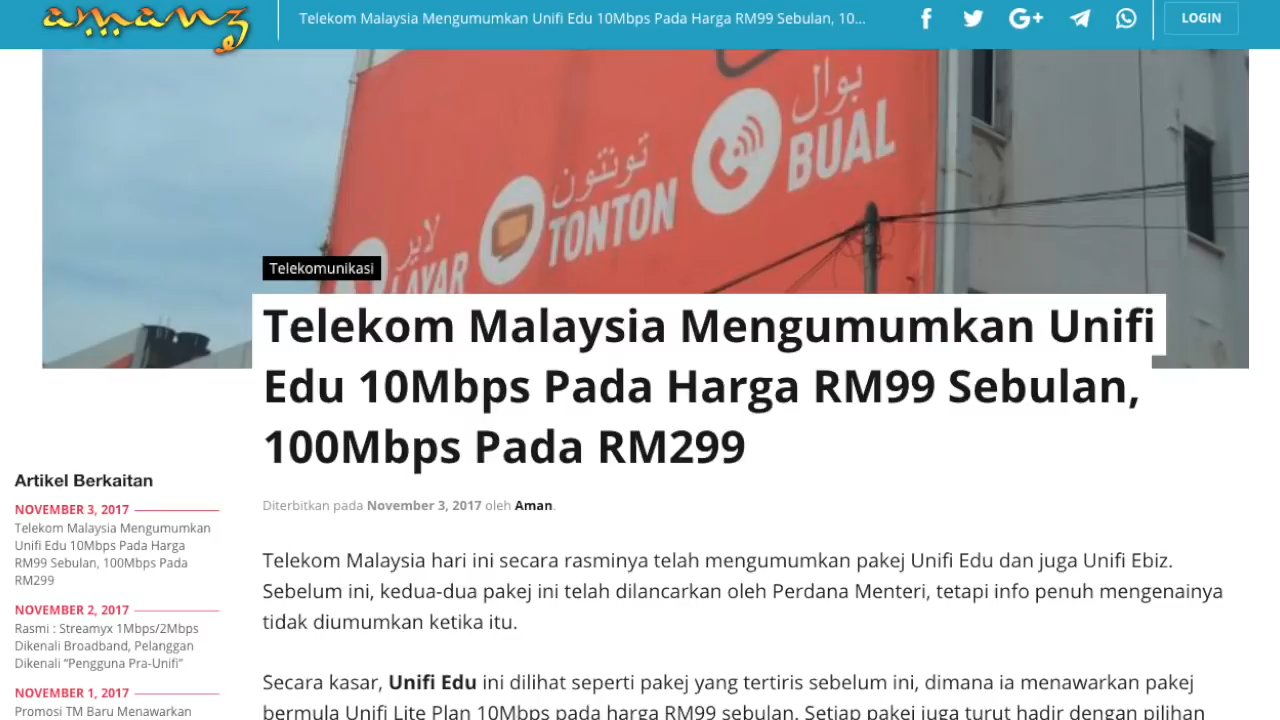 amanz
Telekom Malaysia Mengumumkan Unifi Edu 10Mbps Pada Harga RM99 Sebulan, 10...
LOGIN
بوال
BUAL
تونتون
TONTON
لاير
LAYAR
Telekomunikasi
Telekom Malaysia Mengumumkan Unifi
Edu 10Mbps Pada Harga RM99 Sebulan,
100Mbps Pada RM299
Diterbitkan pada November 3, 2017 oleh Aman.
Artikel Berkaitan
NOVEMBER 3, 2017
Telekom Malaysia Mengumumkan
Unifi Edu 10Mbps Pada Harga
RM99 Sebulan, 100Mbps Pada
RM299
NOVEMBER 2, 2017
Rasmi : Streamyx 1Mbps/2Mbps
Dikenali Broadband, Pelanggan
Dikenali “Pengguna Pra-Unifi”
NOVEMBER 1, 2017
Promosi TM Baru Menawarkan
Telekom Malaysia hari ini secara rasminya telah mengumumkan pakej Unifi Edu dan juga Unifi Ebiz.
Sebelum ini, kedua-dua pakej ini telah dilancarkan oleh Perdana Menteri, tetapi info penuh mengenainya
tidak diumumkan ketika itu.
Secara kasar, Unifi Edu ini dilihat seperti pakej yang tertiris sebelum ini, dimana ia menawarkan pakej
bermula Unifi Lite Plan 10Mbps pada harga RM99 sebulan. Setiap pakej juga turut hadir dengan pilihan